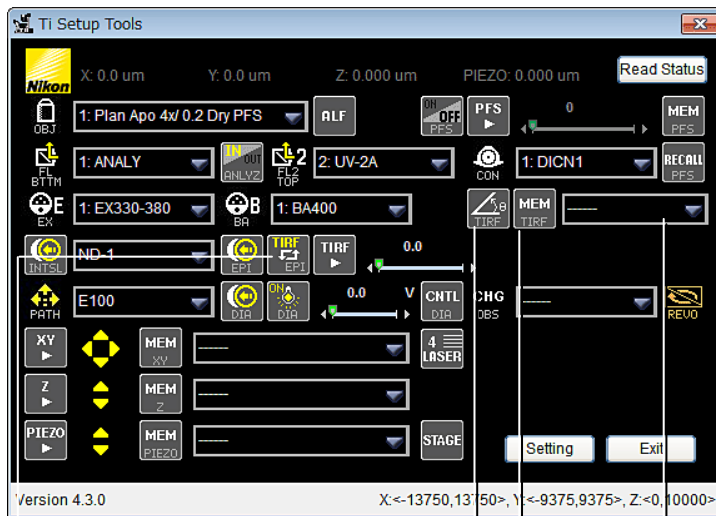 Ti Setup Tools
Nikon X: 0.0 um Y: 0.0 um Z: 0.000 um PIEZO: 0.000 um Read Status
OBJ 1: Plan Apo 4x/ 0.2 Dry PFS ALF ON OFF PFS PFS 0 MEM PFS
FL BTTM 1: ANALY IN OUT ANLYZ 2 FL2 TOP 2: UV-2A CON 1: DICN1 RECALL PFS
E EX 1: EX330-380 B BA 1: BA400 θ TIRF MEM TIRF -----
INTSL ND-1 EPI TIRF EPI TIRF 0.0
PATH E100 DIA ON DIA 0.0 V CNTL DIA CHG OBS ----- REVO
XY MEM XY ----- 4 LASER
Z MEM Z -----
PIEZO MEM PIEZO ----- STAGE Setting Exit
Version 4.3.0 X:<-13750,13750>, Y:<-9375,9375>, Z:<0,10000>